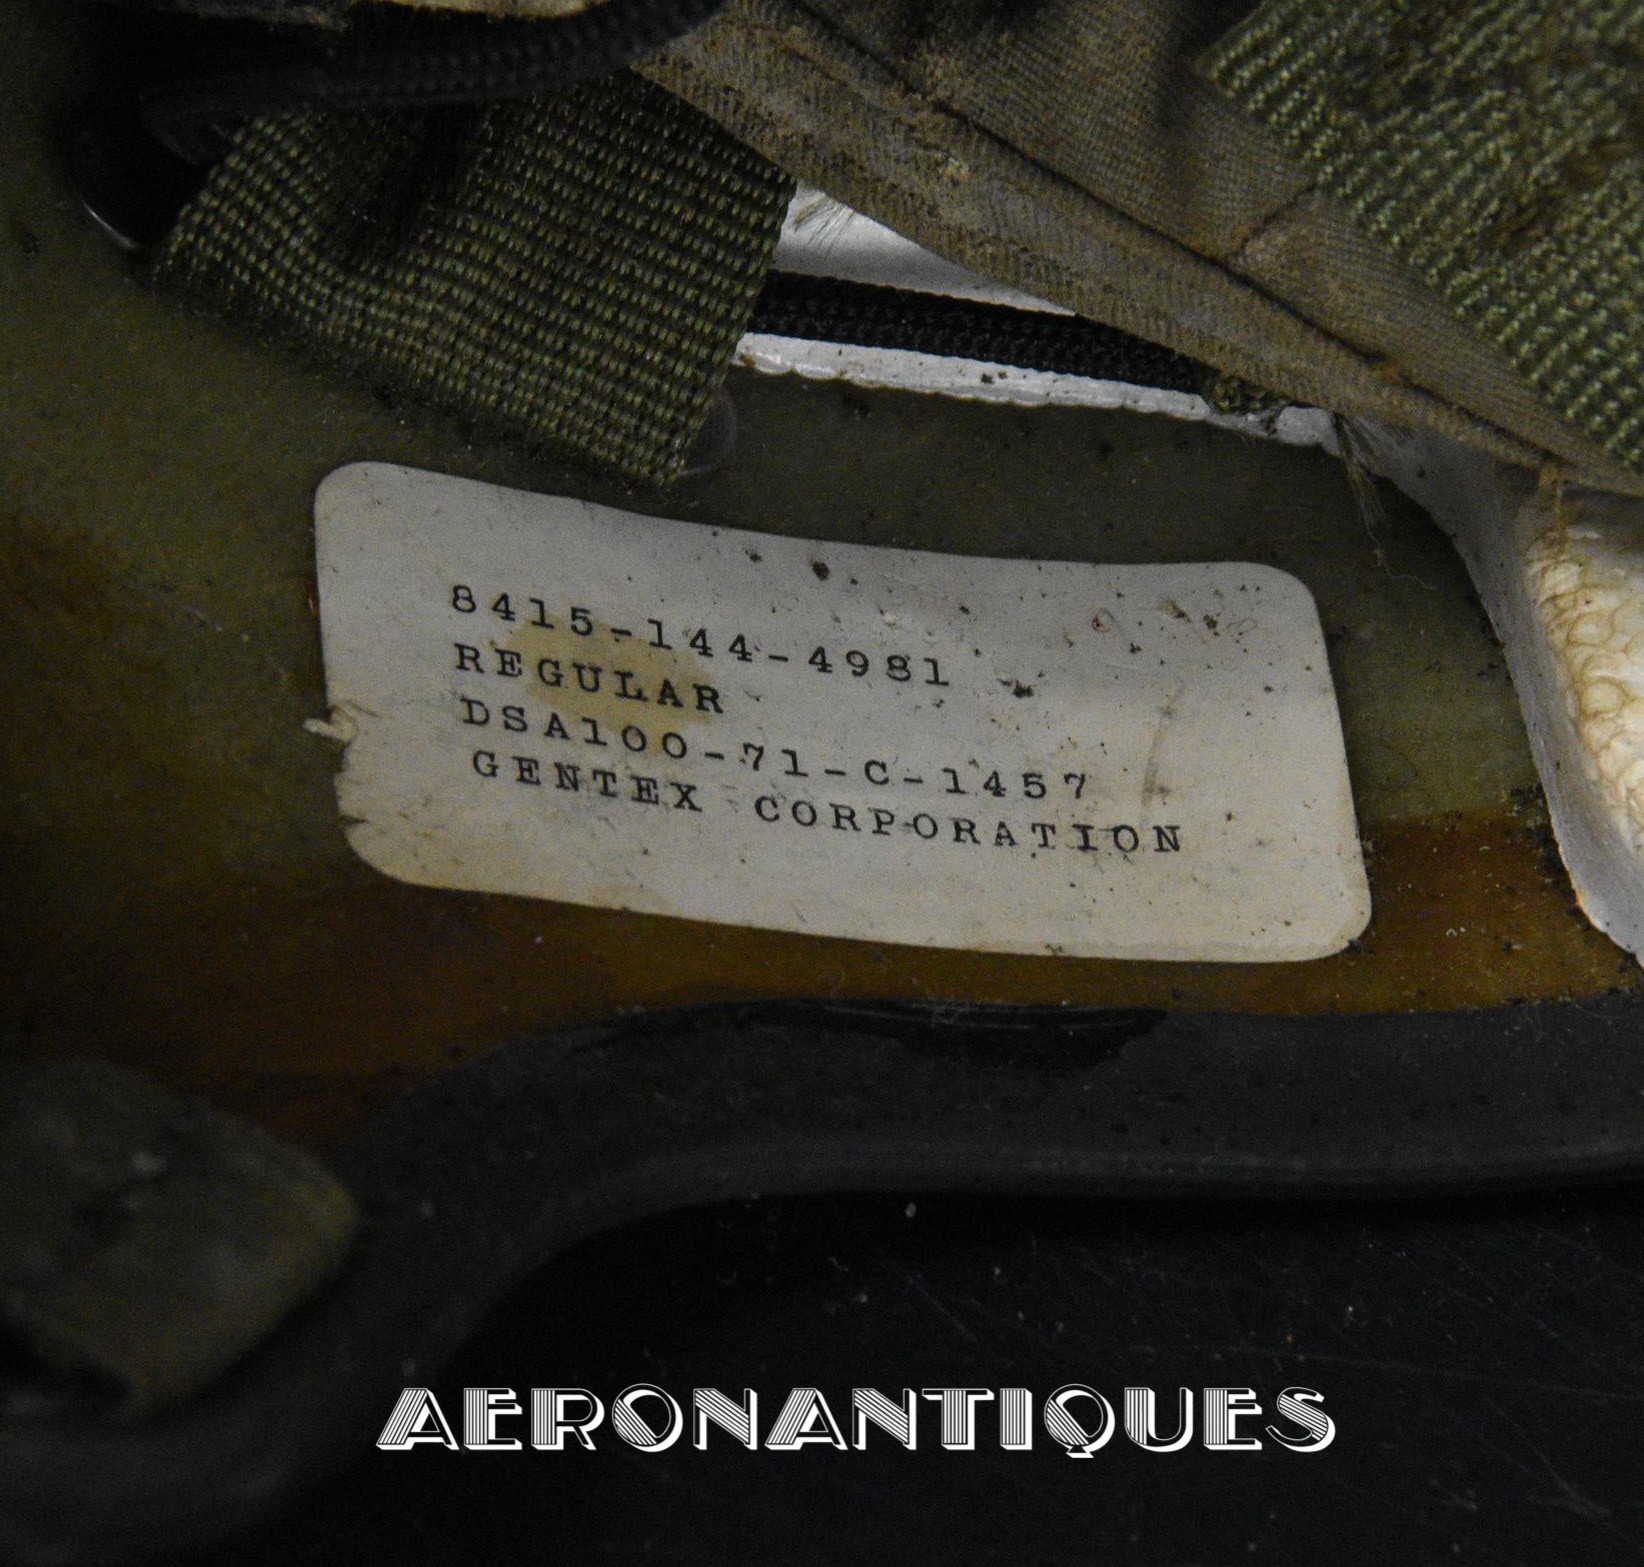 8415-144-4981
REGULAR
DSA100-71-C-1457
GENTEX CORPORATION
AERONANTIQUES